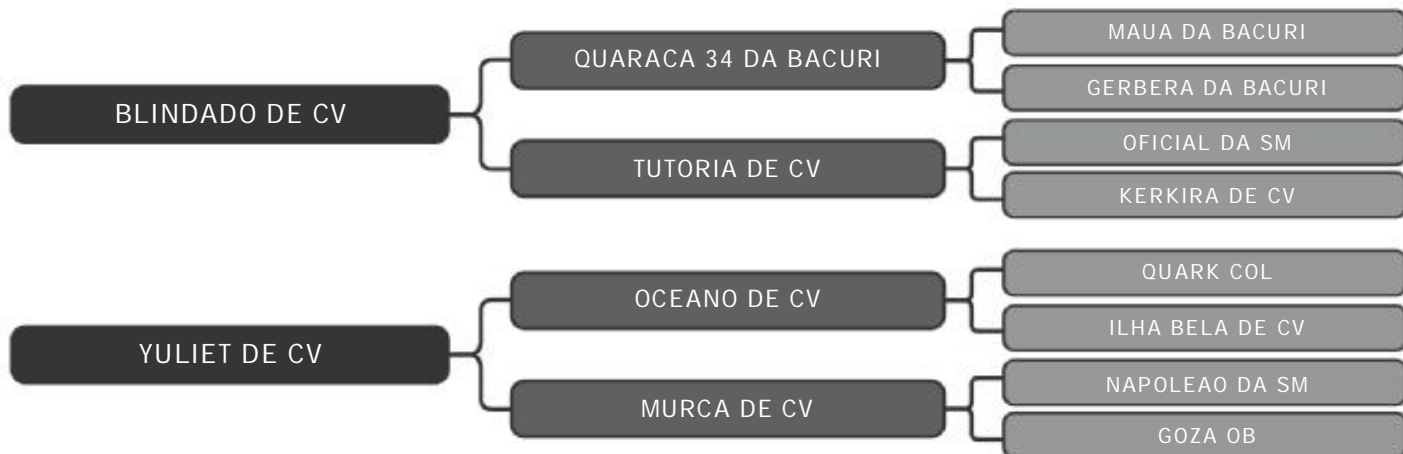 BLINDADO DE CV
QUARACA 34 DA BACURI
MAUA DA BACURI
GERBERA DA BACURI
TUTORIA DE CV
OFICIAL DA SM
KERKIRA DE CV
YULIET DE CV
OCEANO DE CV
QUARK COL
ILHA BELA DE CV
MURCA DE CV
NAPOLEAO DA SM
GOZA OB